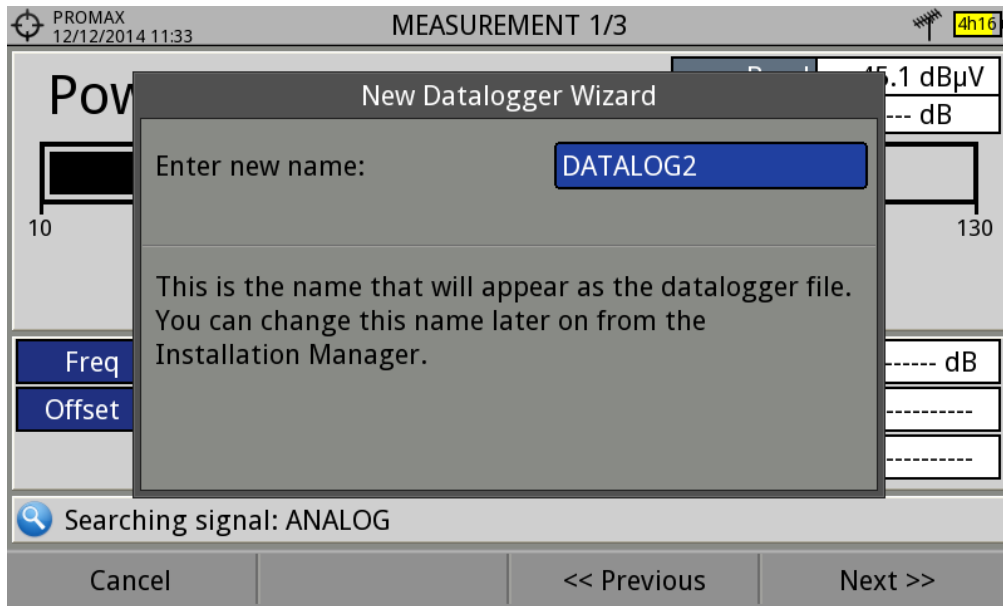 PROMAX
12/12/2014 11:33
MEASUREMENT 1/3
4h16
New Datalogger Wizard
.1 dBµV
--- dB
Enter new name:
DATALOG2
10
130
This is the name that will appear as the datalogger file.
You can change this name later on from the
Installation Manager.
Freq
------ dB
Offset
----------
----------
Searching signal: ANALOG
Cancel
<< Previous
Next >>